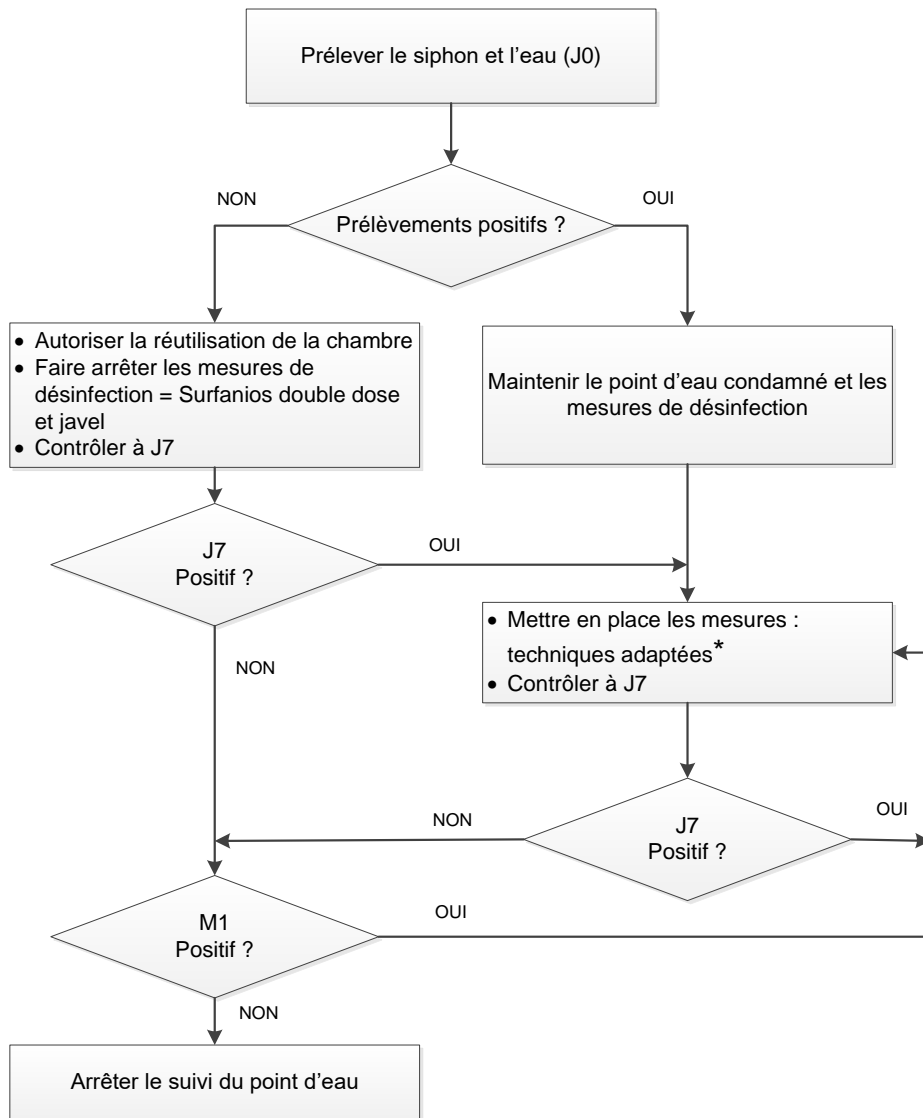 Prélever le siphon et l'eau (J0)
NON
OUI
Prélèvements positifs ?
• Autoriser la réutilisation de la chambre
• Faire arrêter les mesures de
désinfection = Surfanios double dose
et javel
• Contrôler à J7
Maintenir le point d'eau condamné et les
mesures de désinfection
J7
Positif ?
OUI
NON
• Mettre en place les mesures :
techniques adaptées*
• Contrôler à J7
J7
Positif ?
NON
OUI
M1
Positif ?
OUI
NON
Arrêter le suivi du point d'eau